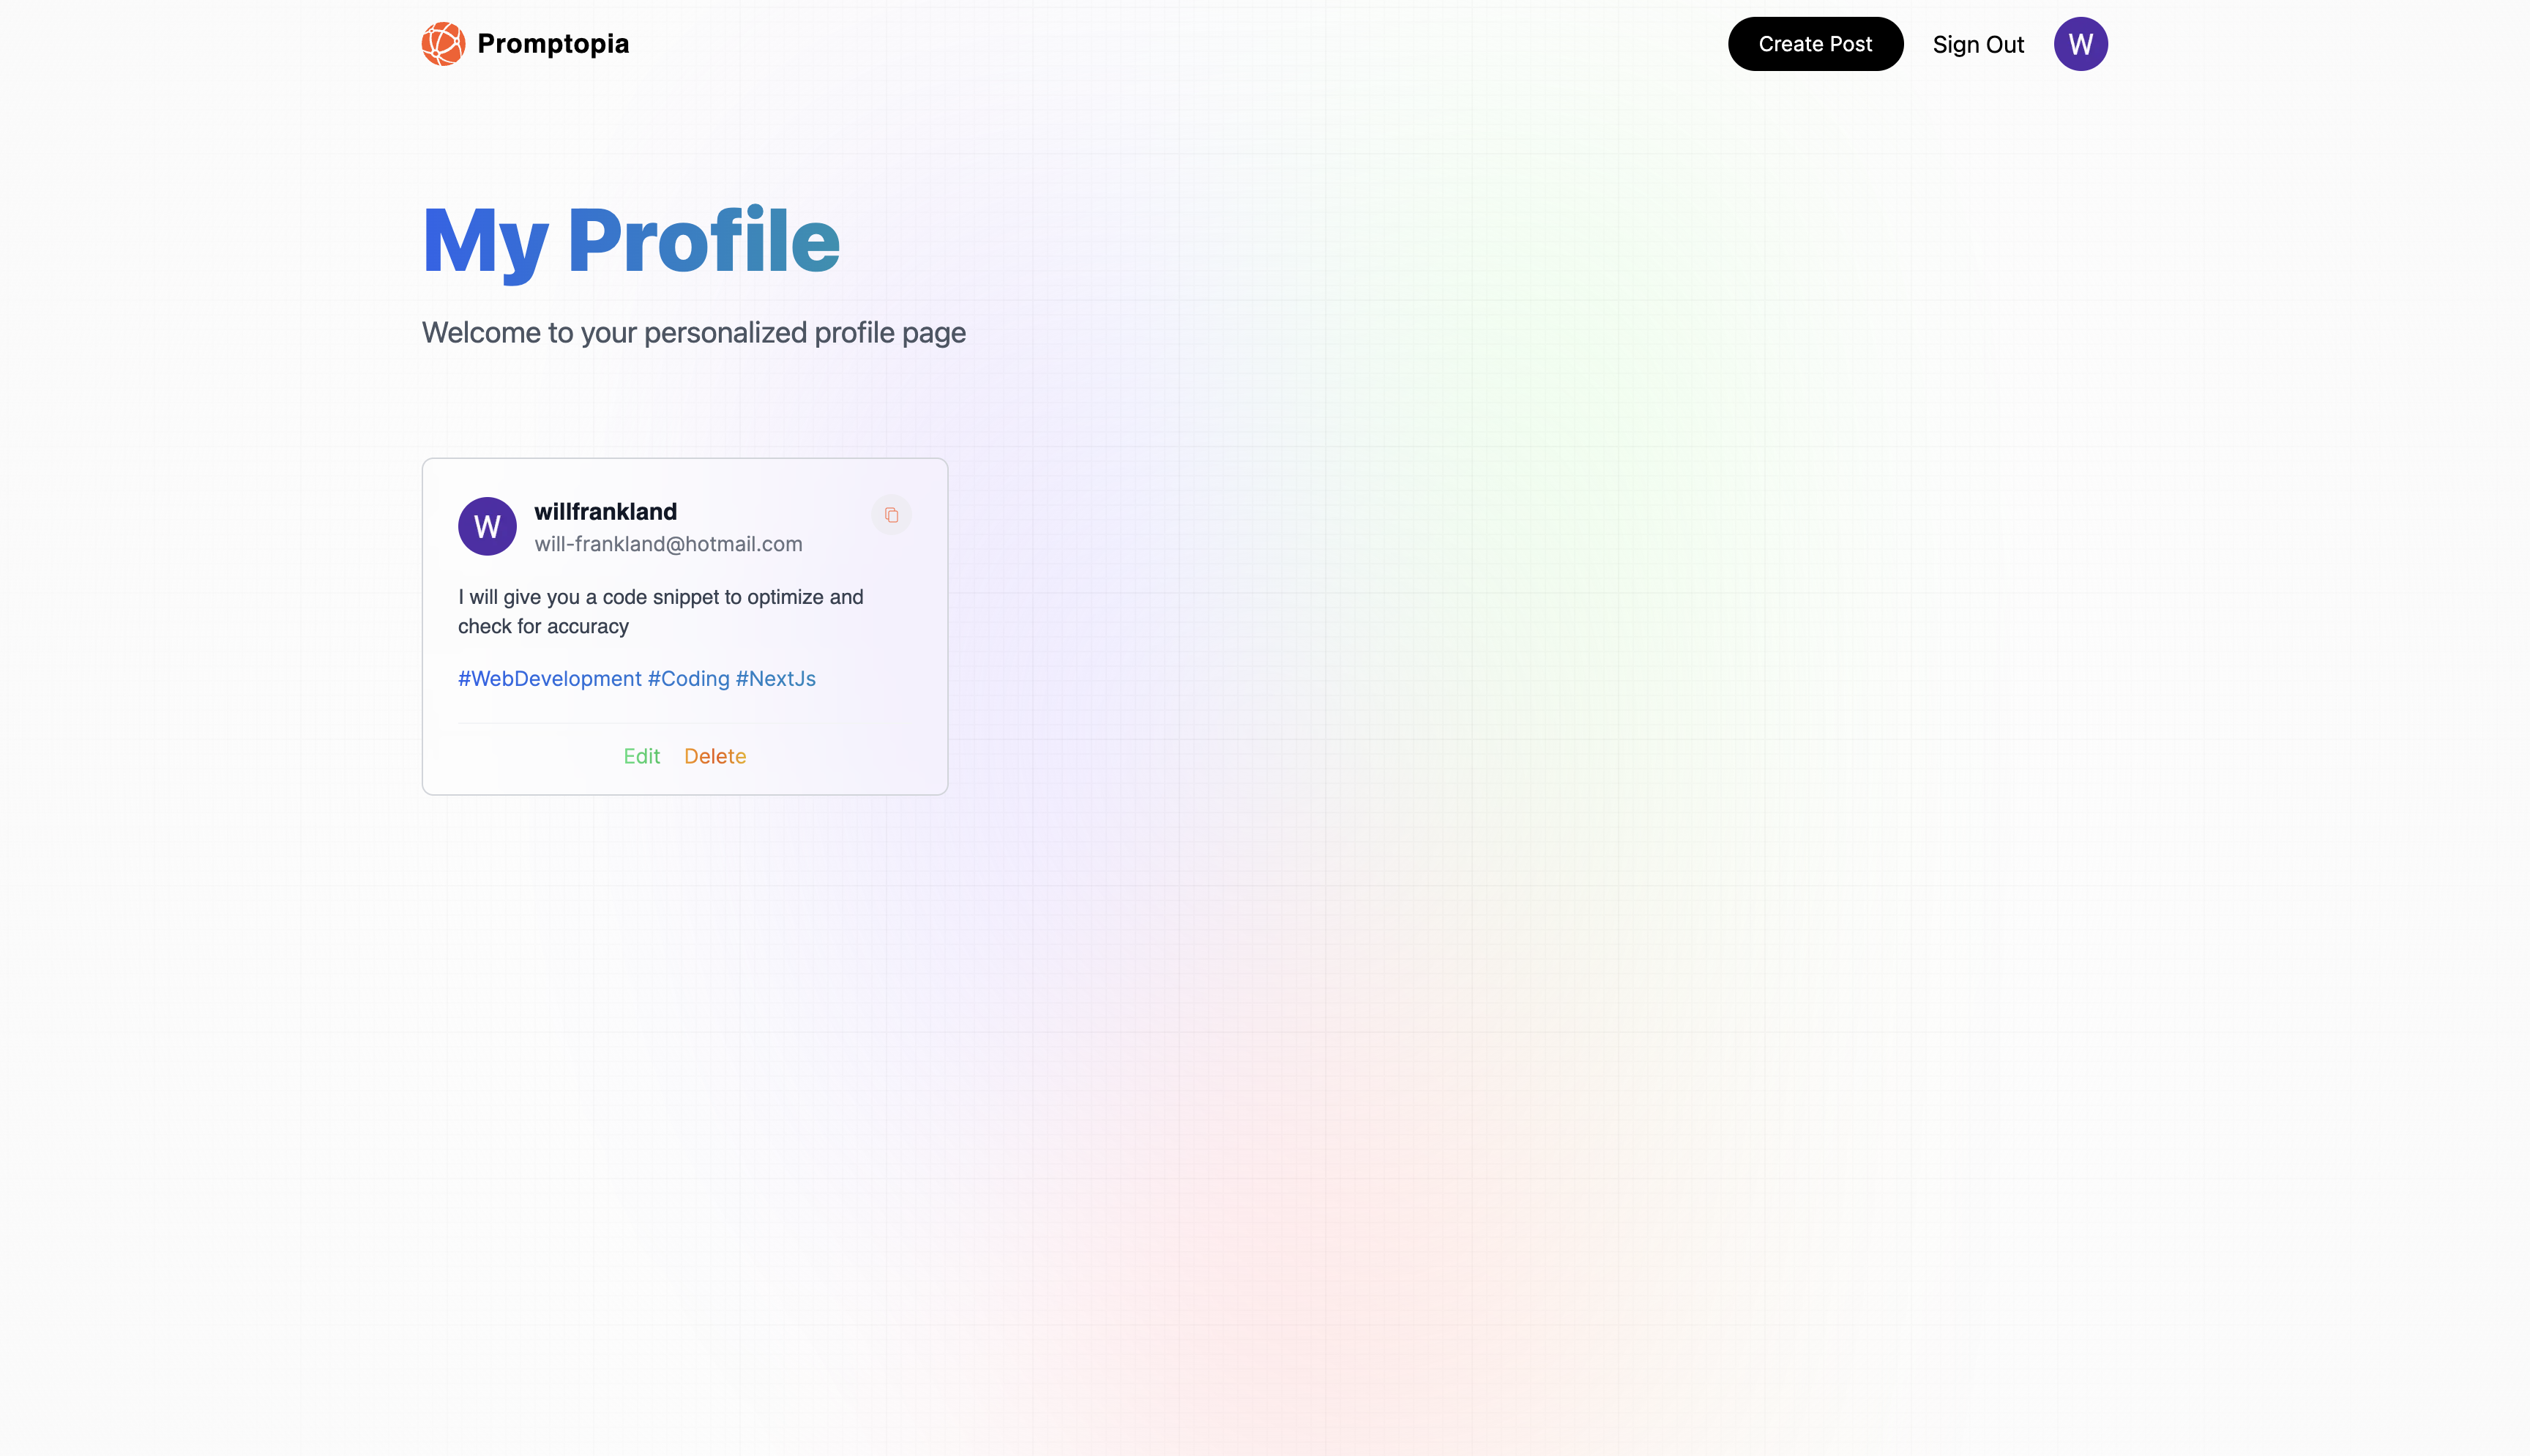 Promptopia
Create Post
Sign Out
W
My Profile
Welcome to your personalized profile page
W
willfrankland
will-frankland@hotmail.com
I will give you a code snippet to optimize and
check for accuracy
#WebDevelopment #Coding #NextJs
Edit
Delete